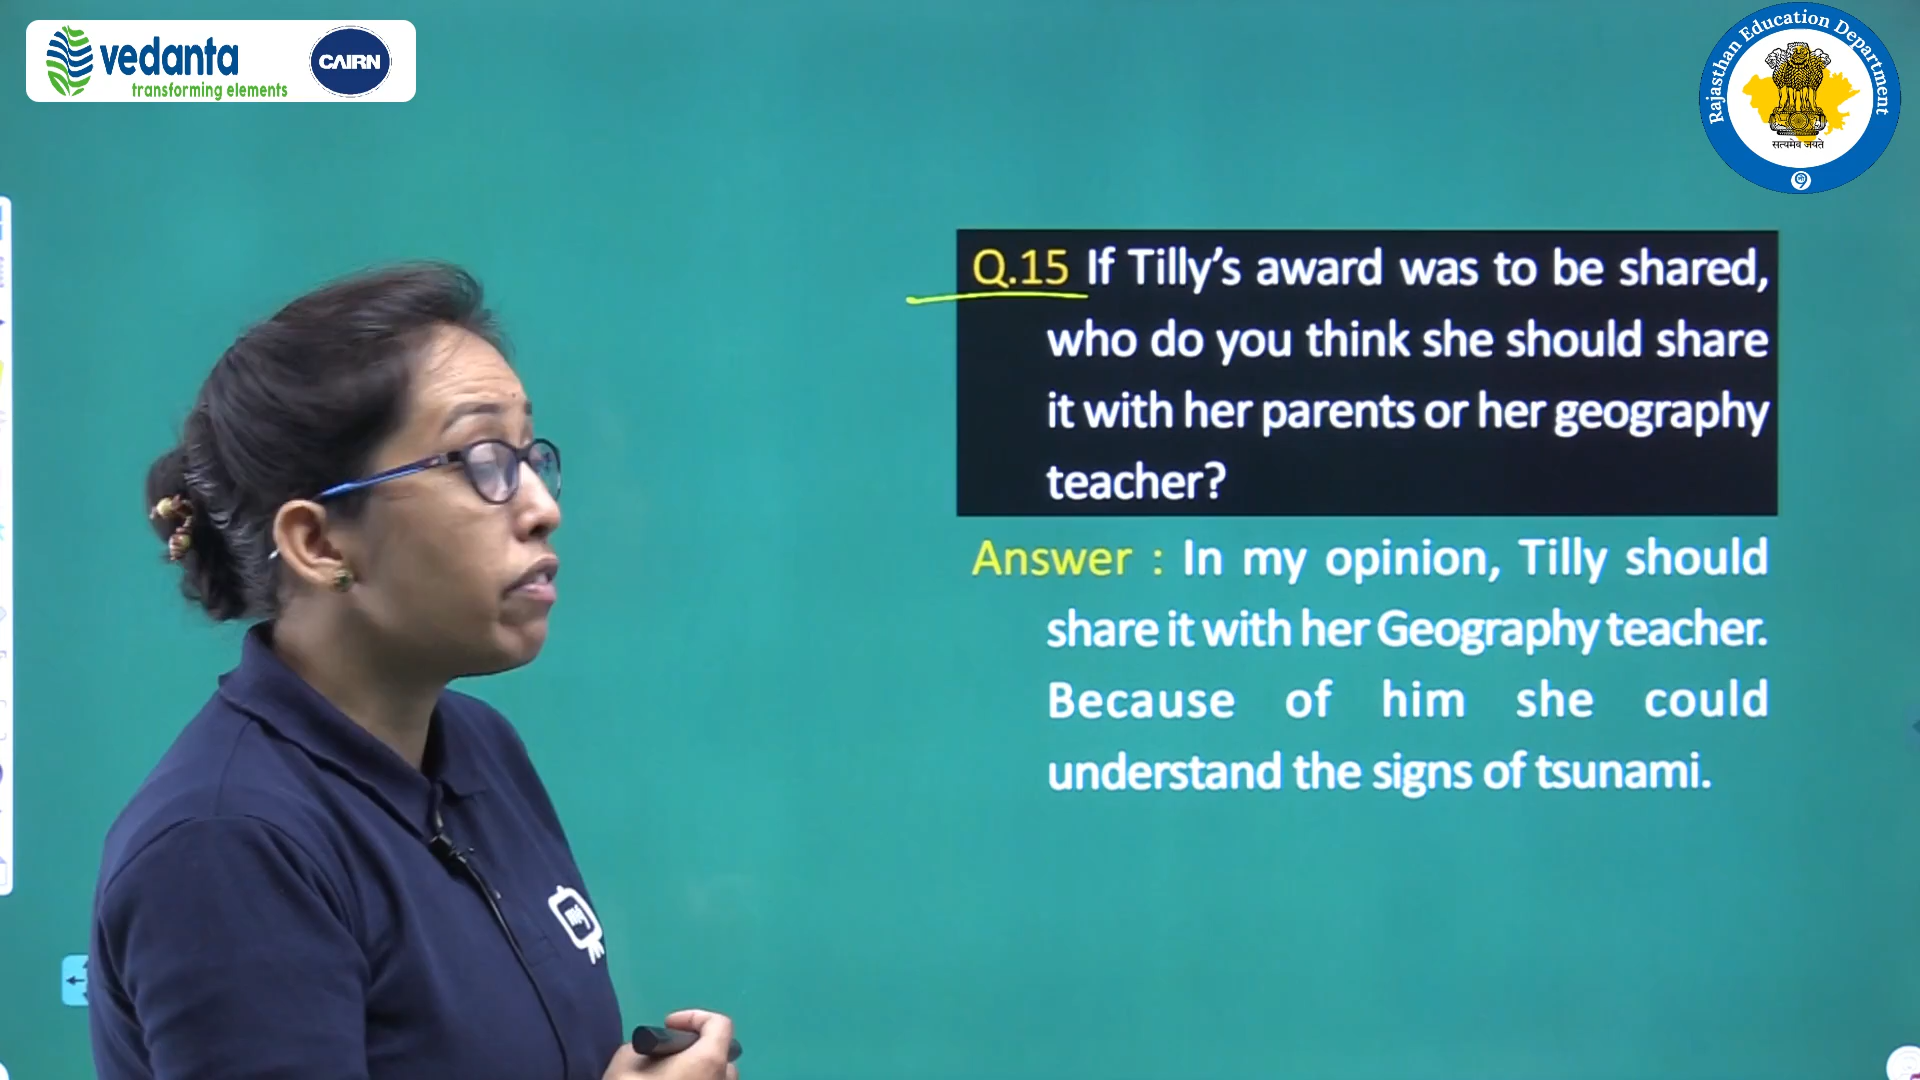 vedanta
transforming elements
CAIRN
Rajasthan Education Department
सत्यमेव जयते
Q.15 If Tilly’s award was to be shared,
who do you think she should share
it with her parents or her geography
teacher?
Answer : In my opinion, Tilly should
share it with her Geography teacher.
Because of him she could
understand the signs of tsunami.